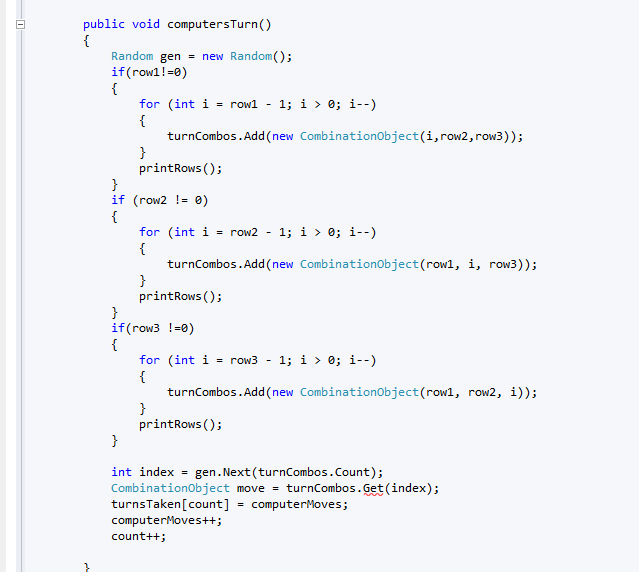 public void computersTurn()
{
Random gen = new Random();
if(row1!=0)
{
for (int i = row1 - 1; i > 0; i--)
{
turnCombos.Add(new CombinationObject(i,row2,row3));
}
printRows();
}
if (row2 != 0)
{
for (int i = row2 - 1; i > 0; i--)
{
turnCombos.Add(new CombinationObject(row1, i, row3));
}
printRows();
}
if(row3 !=0)
{
for (int i = row3 - 1; i > 0; i--)
{
turnCombos.Add(new CombinationObject(row1, row2, i));
}
printRows();
}
int index = gen.Next(turnCombos.Count);
CombinationObject move = turnCombos.Get(index);
turnsTaken[count] = computerMoves;
computerMoves++;
count++;
}